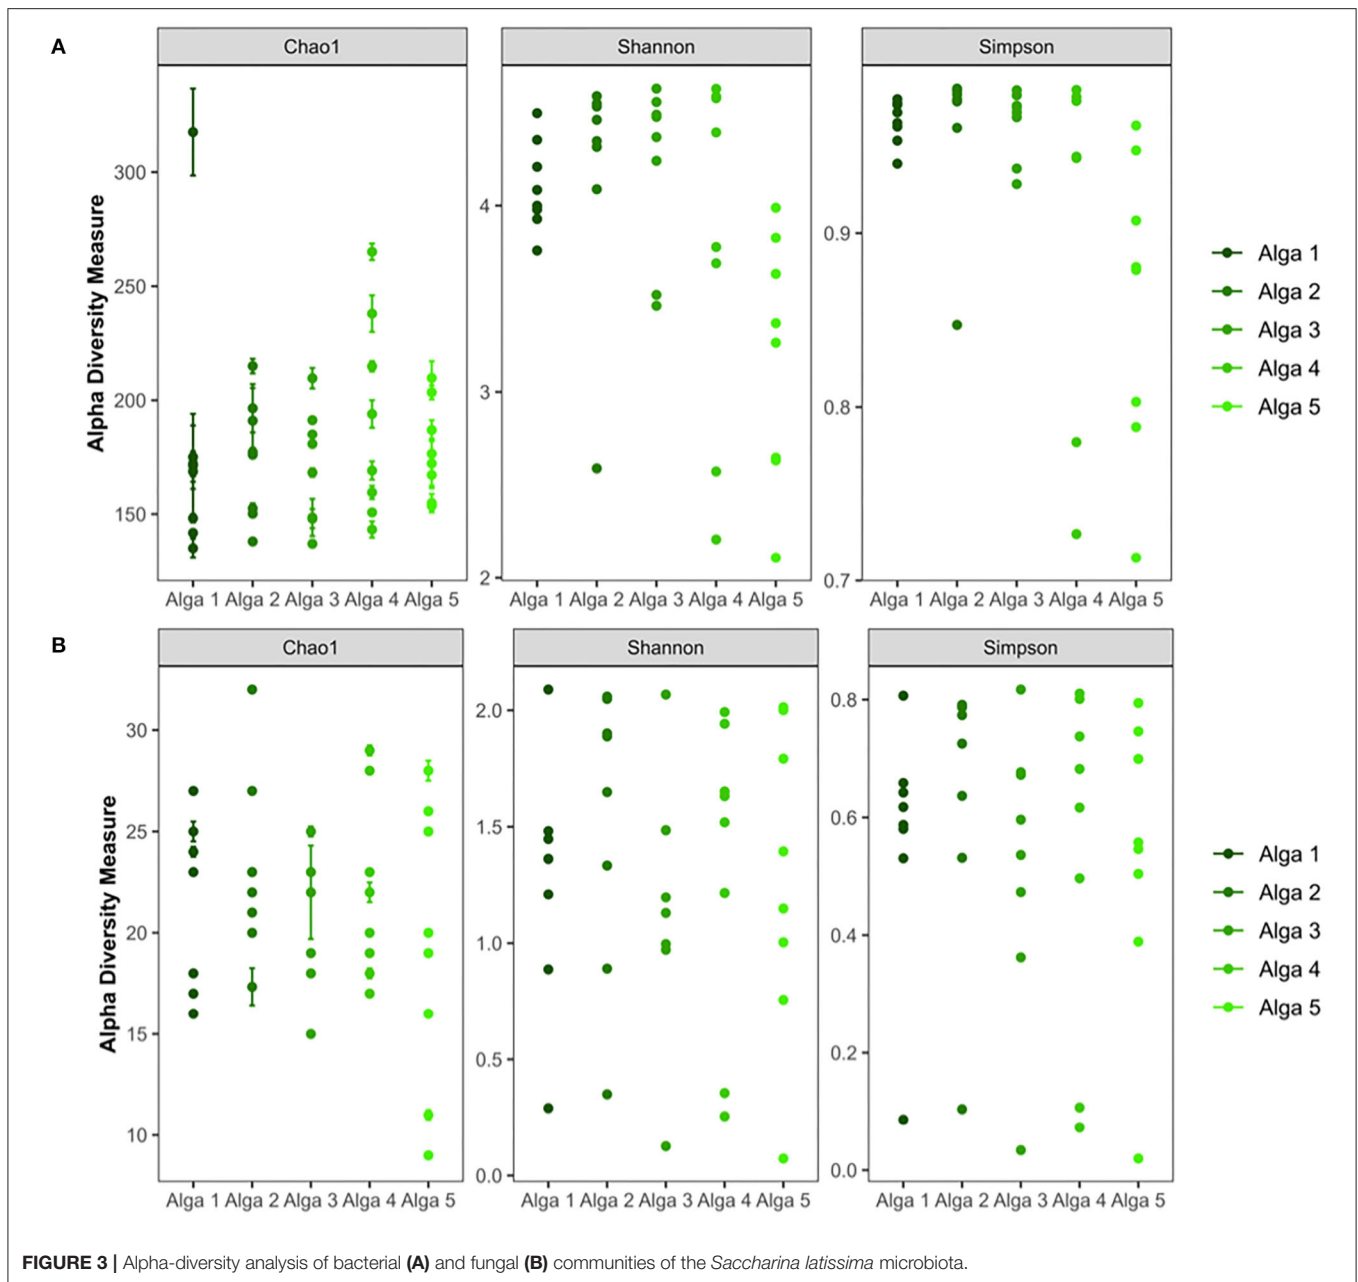 A
Chao1
Shannon
Simpson
Alpha Diversity Measure
300
250
200
150
4
3
2
0.9
0.8
0.7
Alga 1 Alga 2 Alga 3 Alga 4 Alga 5
Alga 1 Alga 2 Alga 3 Alga 4 Alga 5
Alga 1 Alga 2 Alga 3 Alga 4 Alga 5
Alga 1
Alga 2
Alga 3
Alga 4
Alga 5
B
Chao1
Shannon
Simpson
Alpha Diversity Measure
30
25
20
15
10
2.0
1.5
1.0
0.5
0.0
0.8
0.6
0.4
0.2
0.0
Alga 1 Alga 2 Alga 3 Alga 4 Alga 5
Alga 1 Alga 2 Alga 3 Alga 4 Alga 5
Alga 1 Alga 2 Alga 3 Alga 4 Alga 5
Alga 1
Alga 2
Alga 3
Alga 4
Alga 5
FIGURE 3 | Alpha-diversity analysis of bacterial (A) and fungal (B) communities of the Saccharina latissima microbiota.